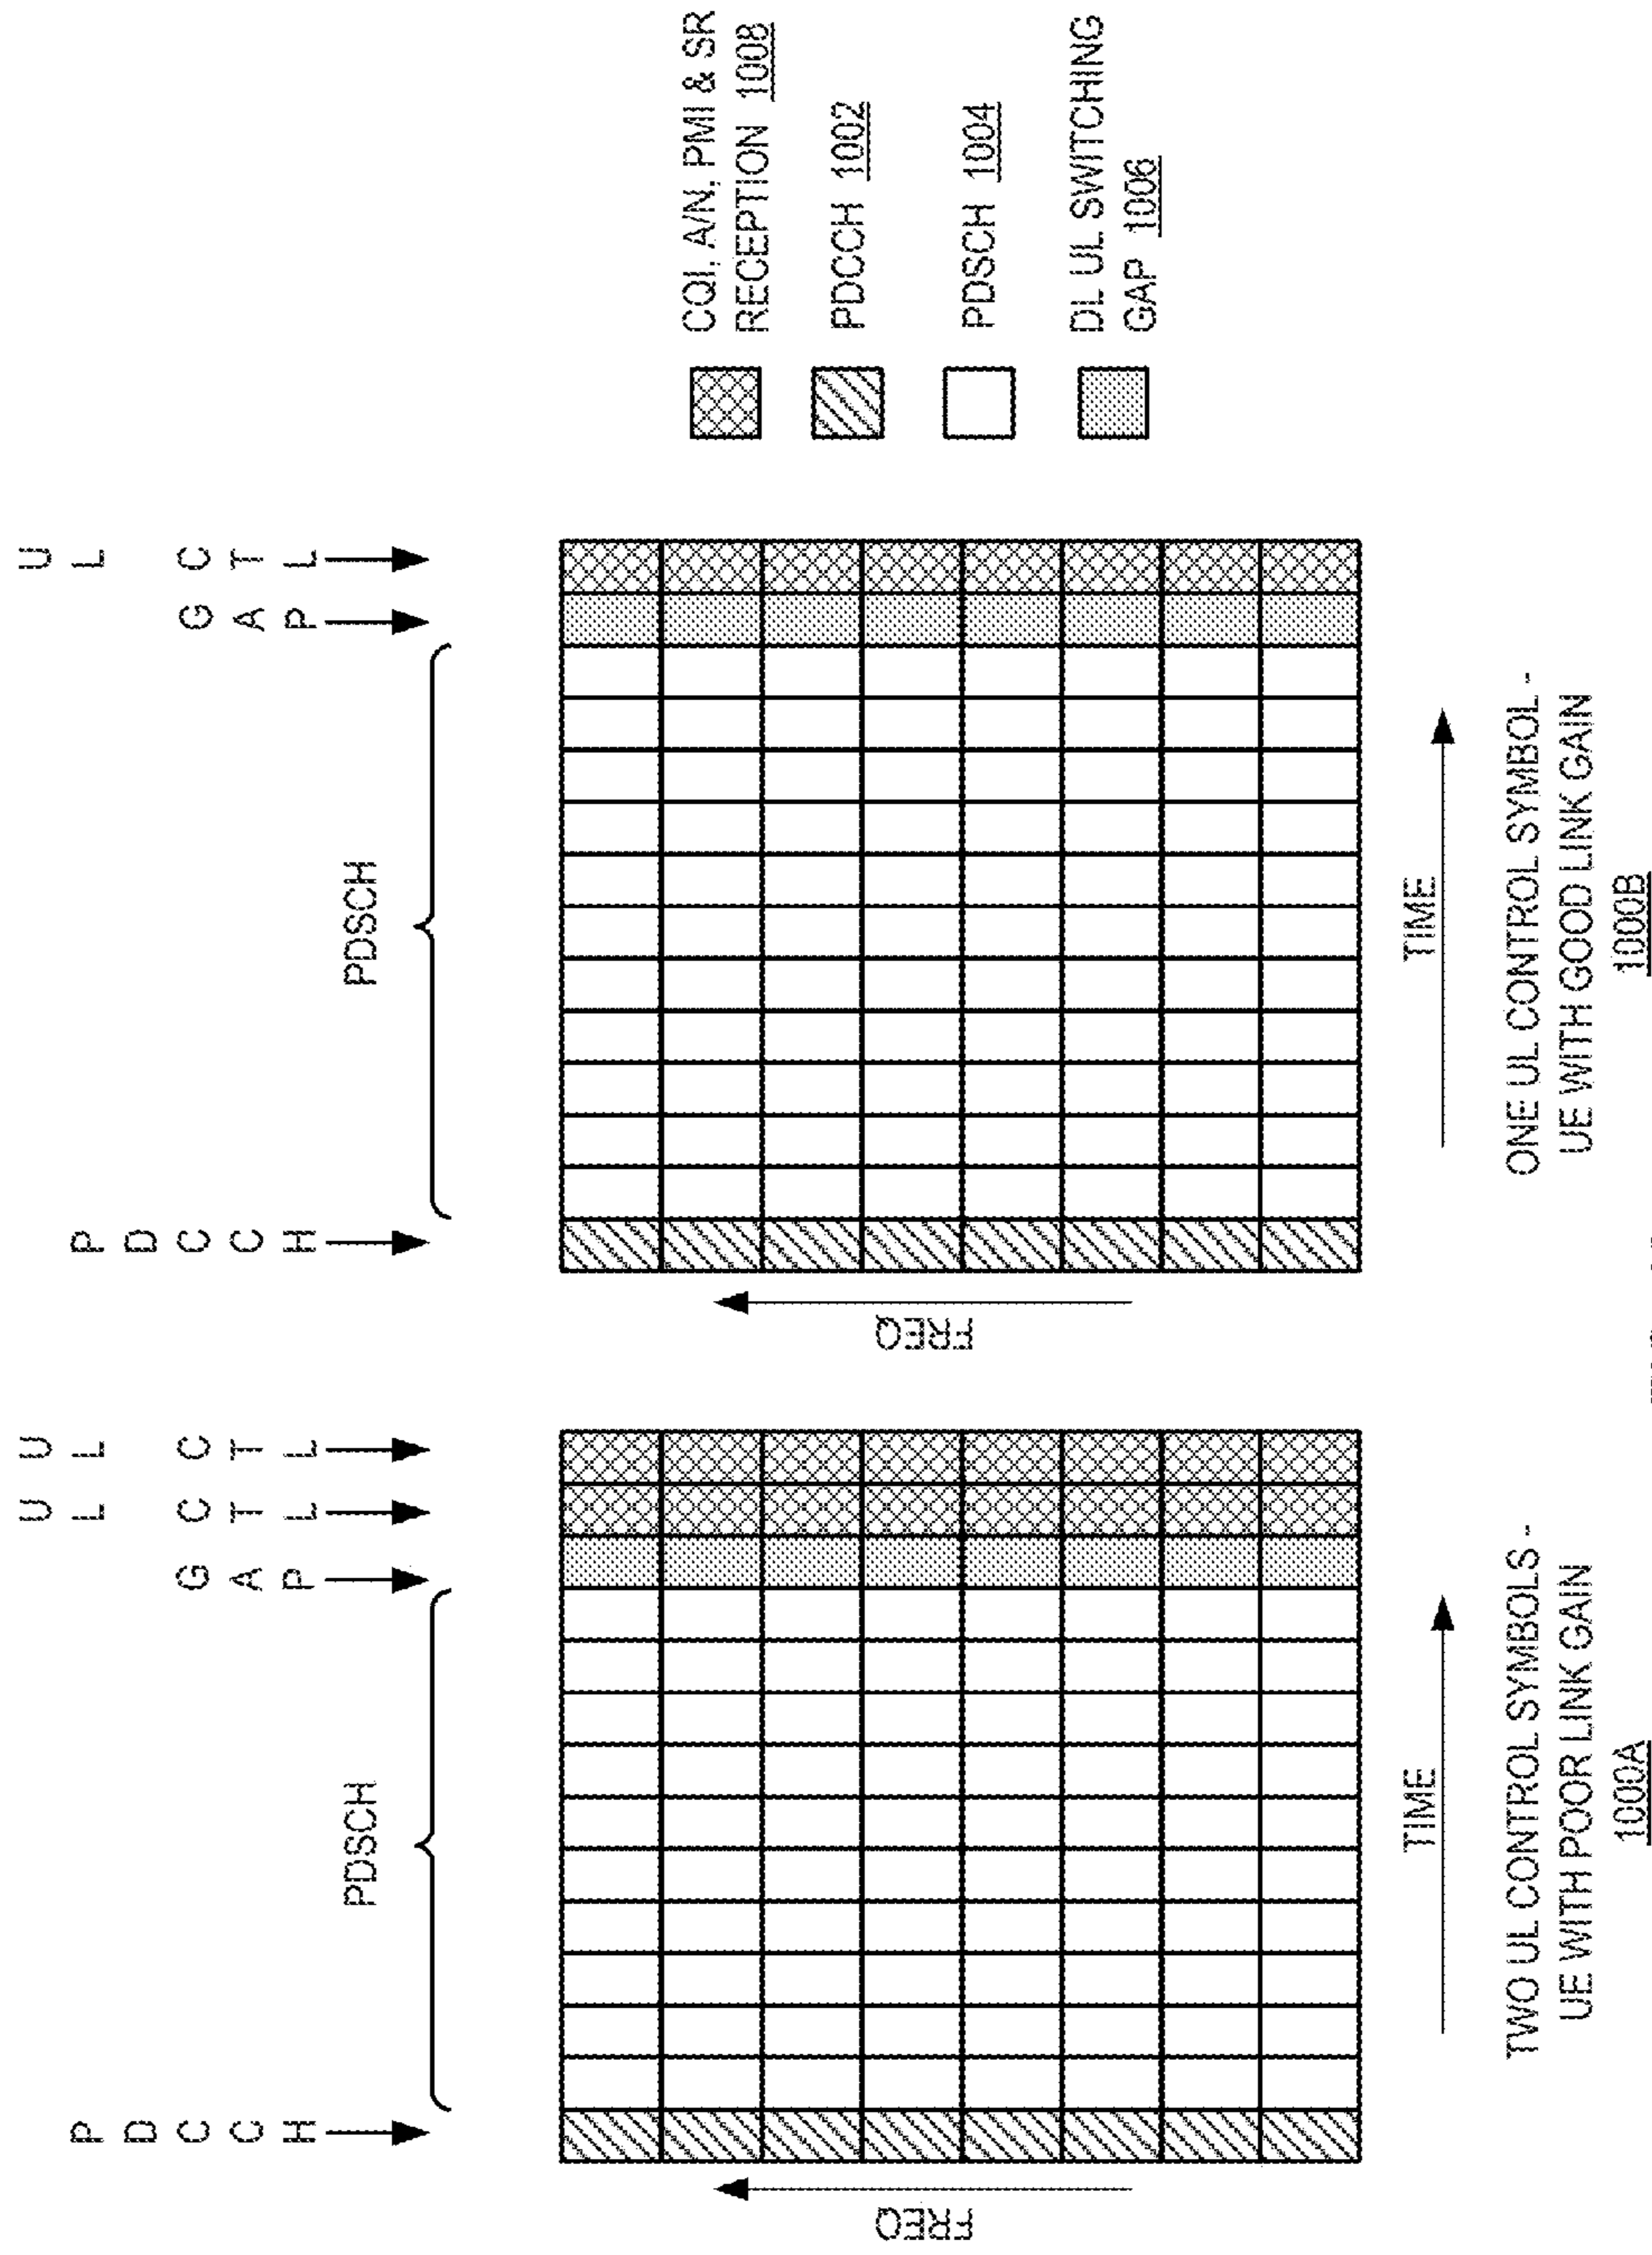 PDCCH
PDSCH
GAP
UL CTL
UL CTL
FREQ
TIME
TWO UL CONTROL SYMBOLS -
UE WITH POOR LINK GAIN
1000A
PDCCH
PDSCH
GAP
UL CTL
FREQ
TIME
ONE UL CONTROL SYMBOL -
UE WITH GOOD LINK GAIN
1000B
CQI, A/N, PMI & SR
RECEPTION 1008
PDCCH 1002
PDSCH 1004
DL UL SWITCHING
GAP 1006